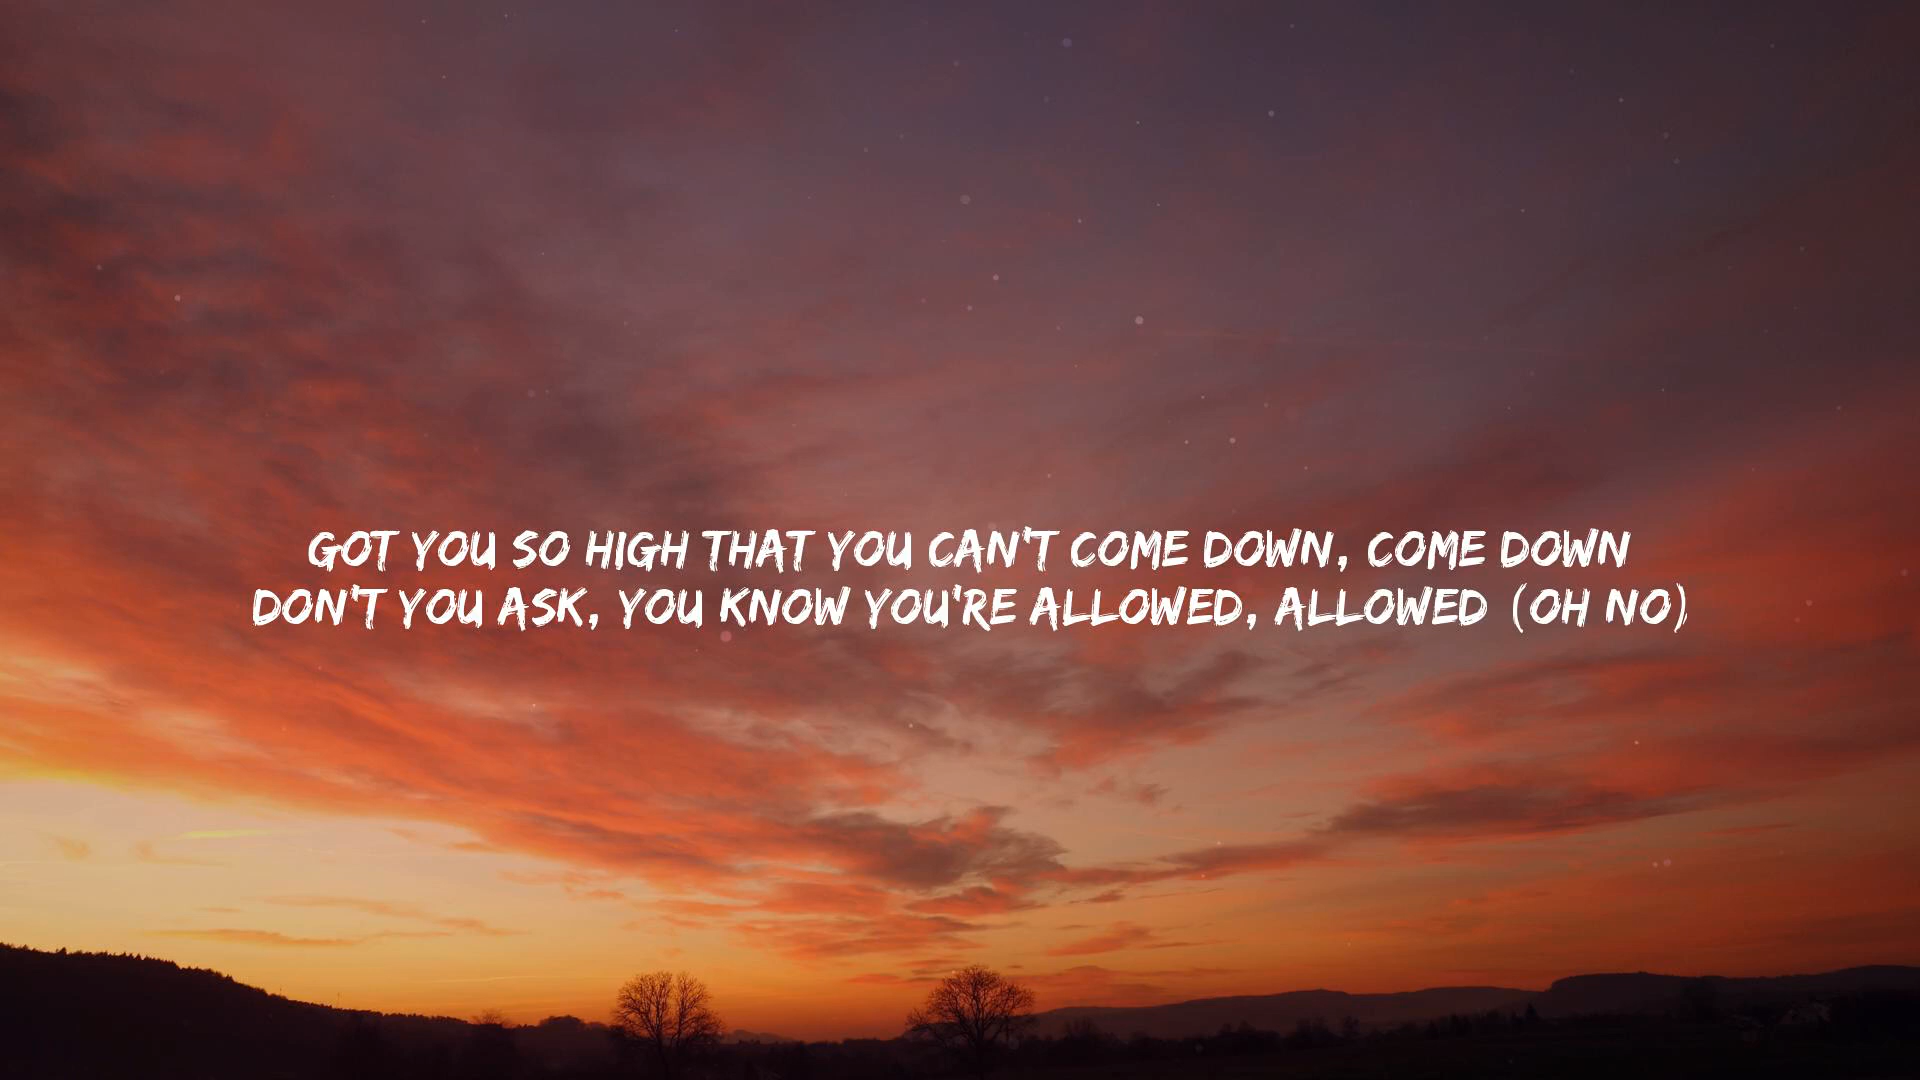 GOT YOU SO HIGH THAT YOU CAN'T COME DOWN, COME DOWN
DON'T YOU ASK, YOU KNOW YOU'RE ALLOWED, ALLOWED (OH NO)